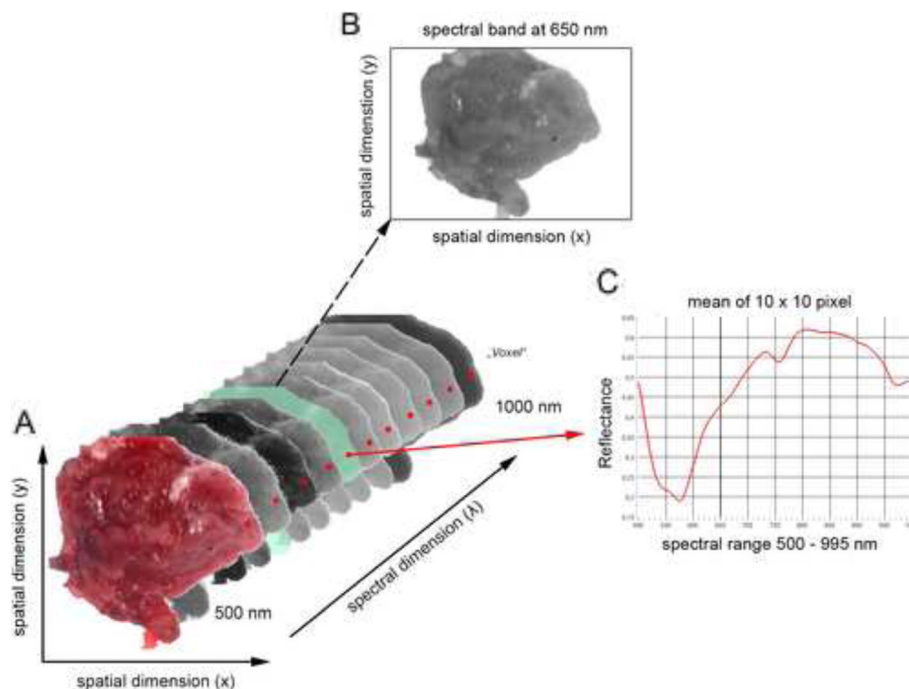 B
spectral band at 650 nm
spatial dimenstion (y)
spatial dimension (x)
C
mean of 10 x 10 pixel
Reflectance
spectral range 500 - 995 nm
„Voxel“
1000 nm
A
spatial dimension (y)
500 nm
spectral dimension (λ)
spatial dimension (x)